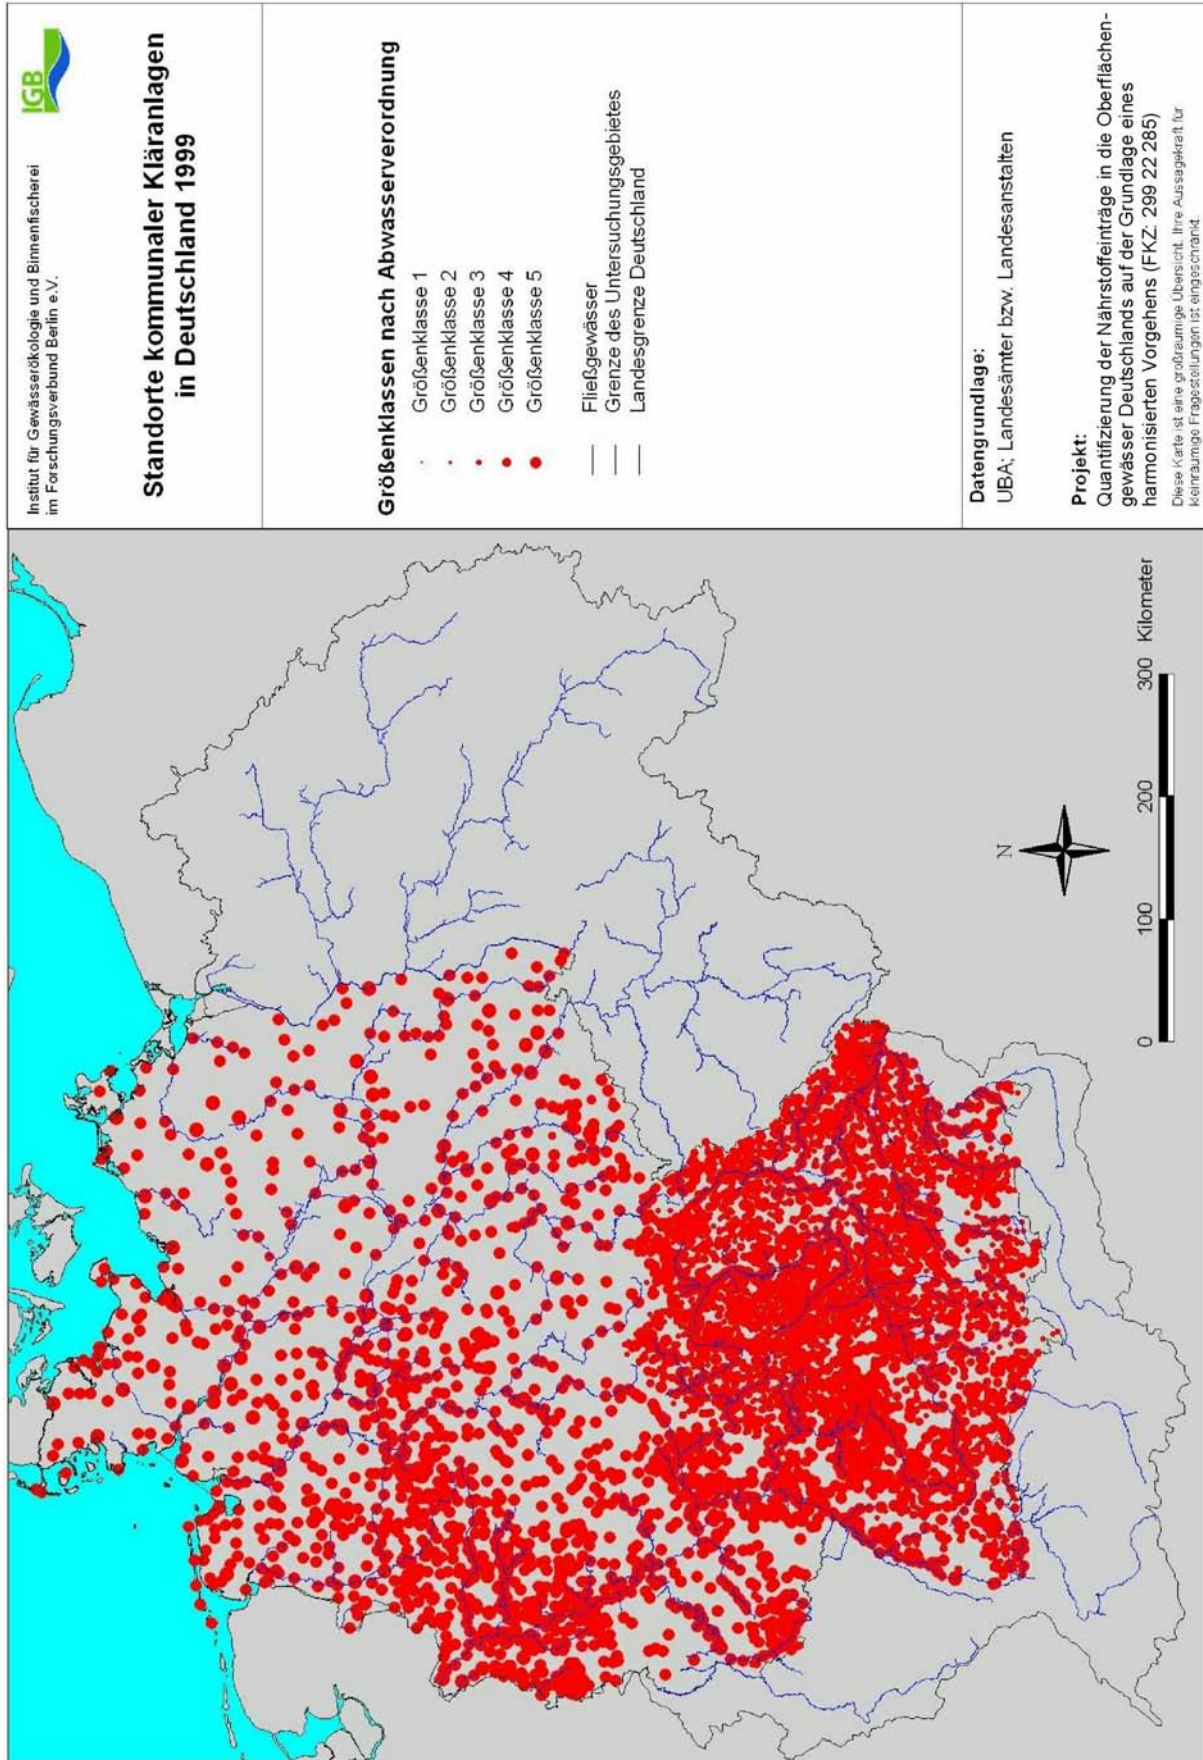 Institut für Gewässerökologie und Binnenfischerei
im Forschungsverbund Berlin e.V.
IGB
Standorte kommunaler Kläranlagen
in Deutschland 1999
Größenklassen nach Abwasserverordnung
Größenklasse 1
Größenklasse 2
Größenklasse 3
Größenklasse 4
Größenklasse 5
Fließgewässer
Grenze des Untersuchungsgebietes
Landesgrenze Deutschland
Datengrundlage:
UBA; Landesämter bzw. Landesanstalten
Projekt:
Quantifizierung der Nährstoffeinträge in die Oberflächen-
gewässer Deutschlands auf der Grundlage eines
harmonisierten Vorgehens (FKZ: 299 22 285)
Diese Karte ist eine großräumige Übersicht. Ihre Aussagekraft für
kleinräumige Fragestellungen ist eingeschränkt.
N
0 100 200 300 Kilometer